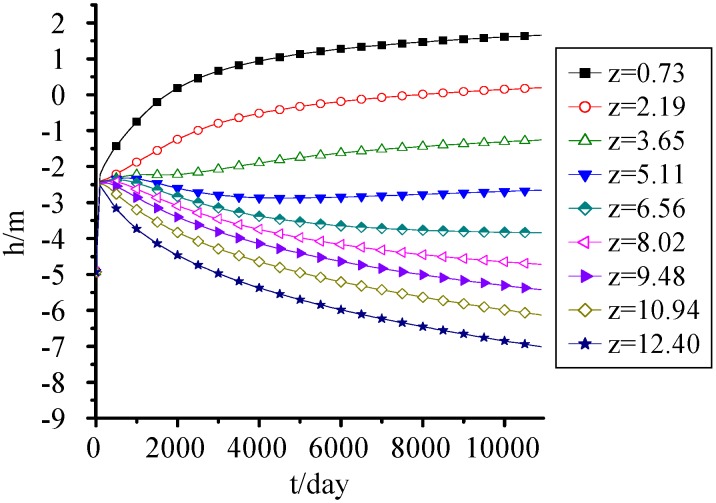 2
1
0
-1
-2
-3
-4
-5
-6
-7
-8
-9
h/m
0 2000 4000 6000 8000 10000
t/day
z=0.73
z=2.19
z=3.65
z=5.11
z=6.56
z=8.02
z=9.48
z=10.94
z=12.40